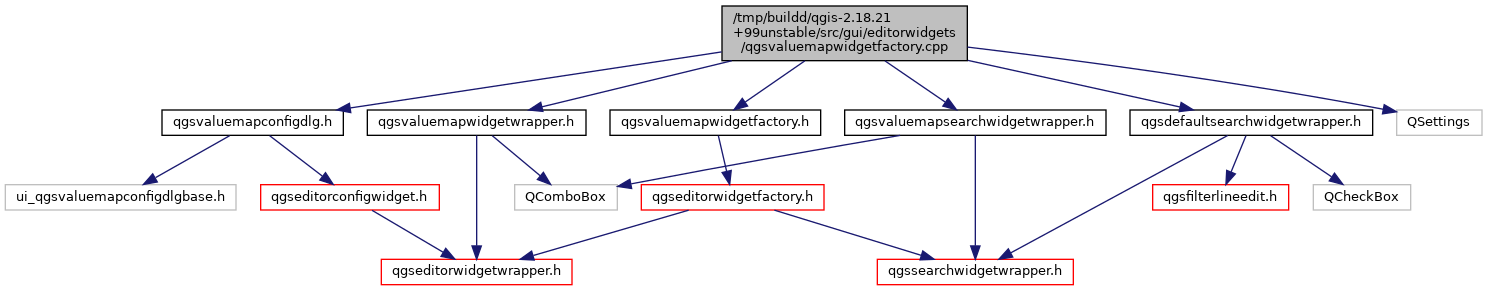 /tmp/buildd/qgis-2.18.21
+99unstable/src/gui/editorwidgets
/qgsvaluemapwidgetfactory.cpp
qgsvaluemapconfigdlg.h
qgsvaluemapwidgetwrapper.h
qgsvaluemapwidgetfactory.h
qgsvaluemapsearchwidgetwrapper.h
qgsdefaultsearchwidgetwrapper.h
QSettings
ui_qgsvaluemapconfigdlgbase.h
qgseditorconfigwidget.h
QComboBox
qgseditorwidgetfactory.h
qgsfilterlineedit.h
QCheckBox
qgseditorwidgetwrapper.h
qgssearchwidgetwrapper.h